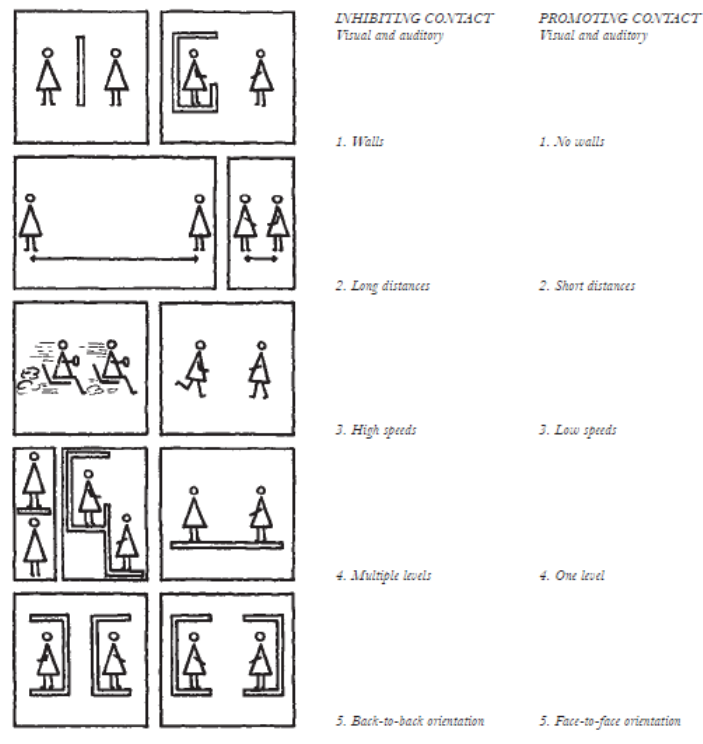 INHIBITING CONTACT PROMOTING CONTACT
Visual and auditory Visual and auditory
1. Walls 1. No walls
2. Long distances 2. Short distances
3. High speeds 3. Low speeds
4. Multiple levels 4. One level
5. Back-to-back orientation 5. Face-to-face orientation